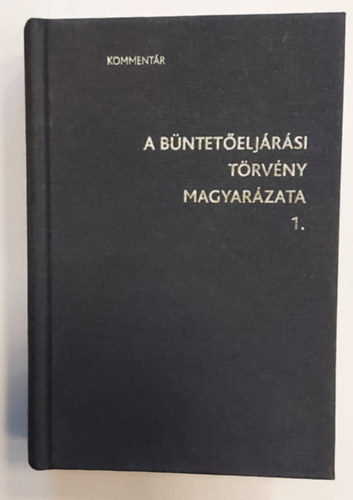 KOMMENTÁR
A BÜNTETŐELJÁRÁSI
TÖRVÉNY
MAGYARÁZATA
1.